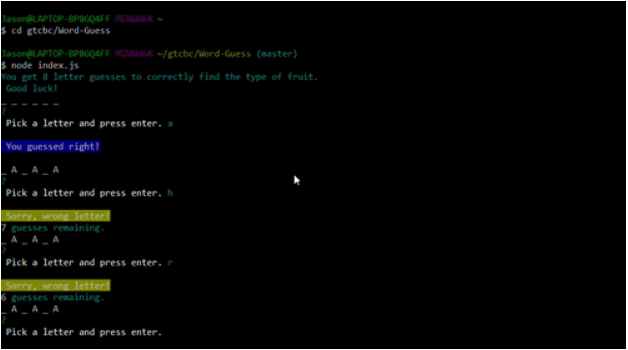 Jason@LAPTOP-BP8GQ4FF MINGW64 ~
$ cd gtcbc/Word-Guess
Jason@LAPTOP-BP8GQ4FF MINGW64 ~/gtcbc/Word-Guess (master)
$ node index.js
You get 8 letter guesses to correctly find the type of fruit.
Good luck!
_ _ _ _ _ _
?
Pick a letter and press enter. a
You guessed right!
_ A _ A _ A
?
Pick a letter and press enter. h
Sorry, wrong letter!
7 guesses remaining.
_ A _ A _ A
?
Pick a letter and press enter. r
Sorry, wrong letter!
6 guesses remaining.
_ A _ A _ A
?
Pick a letter and press enter.